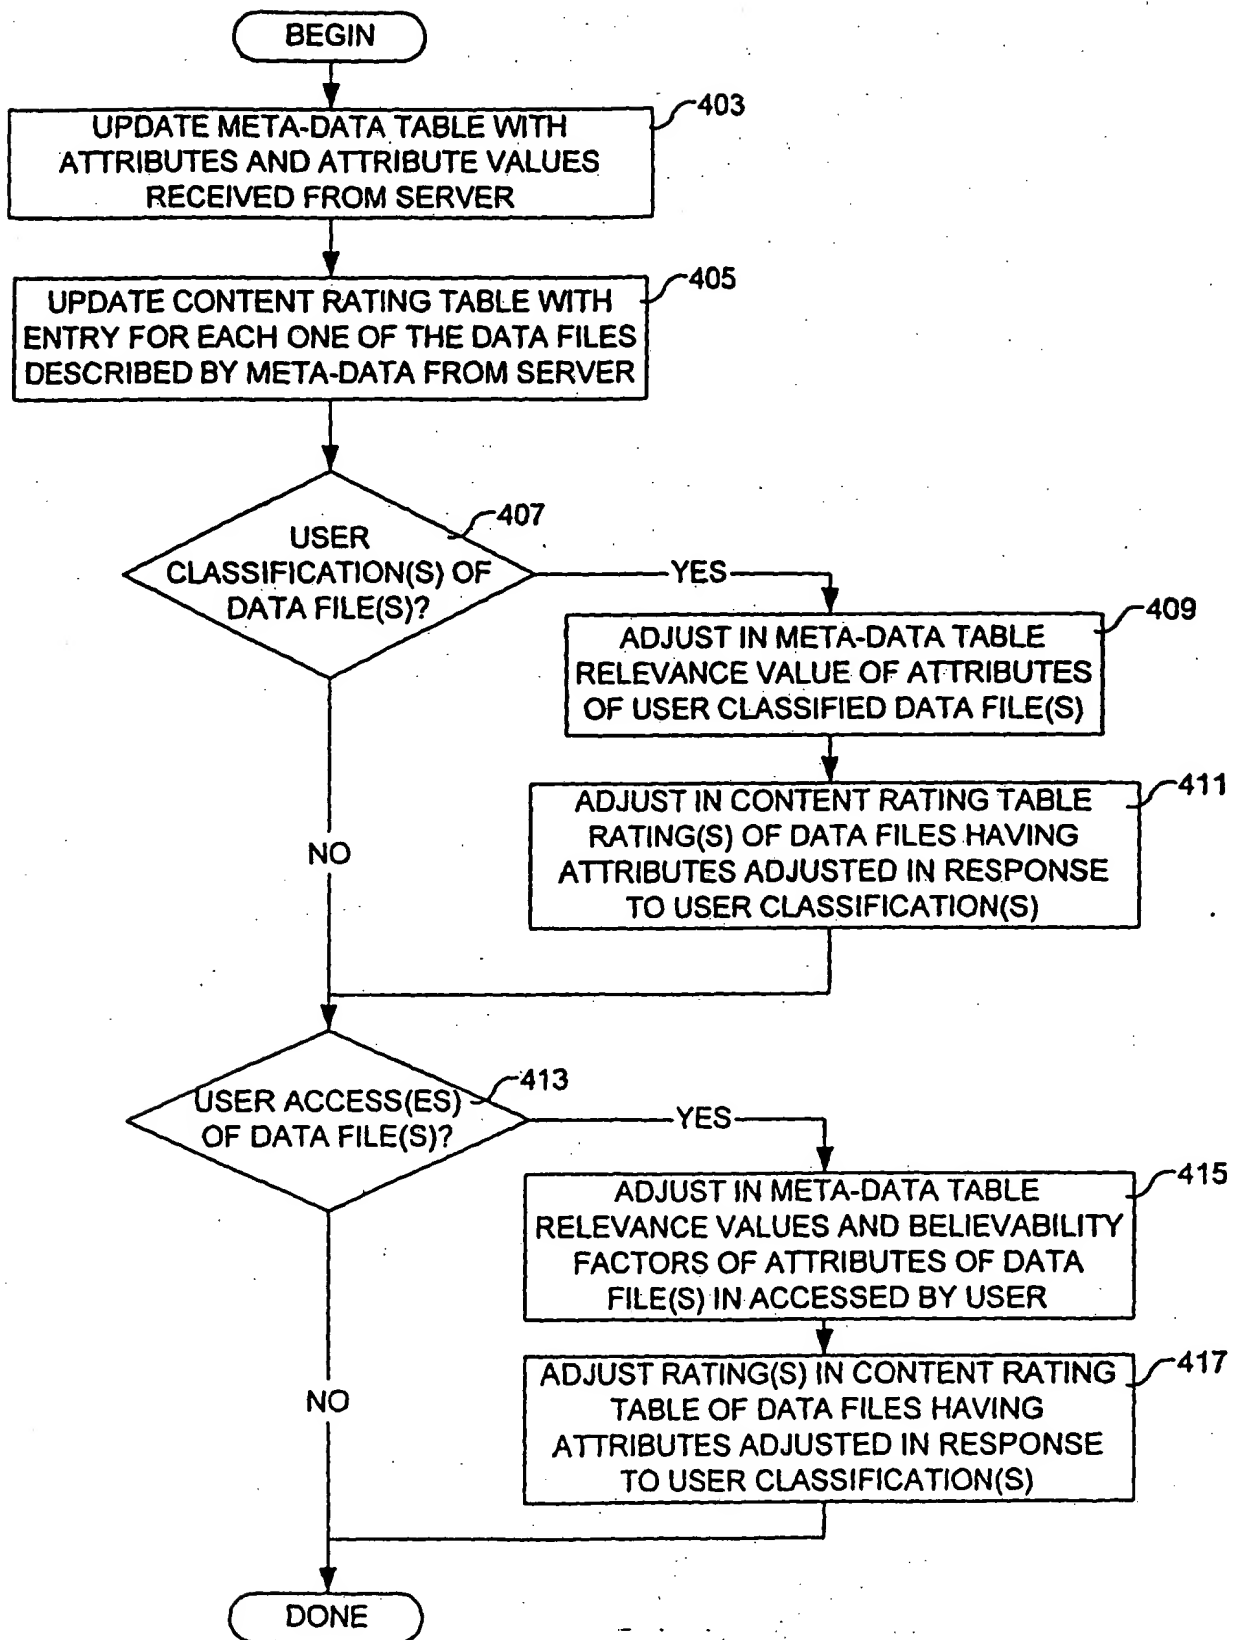 BEGIN
403
UPDATE META-DATA TABLE WITH
ATTRIBUTES AND ATTRIBUTE VALUES
RECEIVED FROM SERVER
405
UPDATE CONTENT RATING TABLE WITH
ENTRY FOR EACH ONE OF THE DATA FILES
DESCRIBED BY META-DATA FROM SERVER
407
USER
CLASSIFICATION(S) OF
DATA FILE(S)?
YES
409
ADJUST IN META-DATA TABLE
RELEVANCE VALUE OF ATTRIBUTES
OF USER CLASSIFIED DATA FILE(S)
411
ADJUST IN CONTENT RATING TABLE
RATING(S) OF DATA FILES HAVING
ATTRIBUTES ADJUSTED IN RESPONSE
TO USER CLASSIFICATION(S)
NO
413
USER ACCESS(ES)
OF DATA FILE(S)?
YES
415
ADJUST IN META-DATA TABLE
RELEVANCE VALUES AND BELIEVABILITY
FACTORS OF ATTRIBUTES OF DATA
FILE(S) IN ACCESSED BY USER
417
ADJUST RATING(S) IN CONTENT RATING
TABLE OF DATA FILES HAVING
ATTRIBUTES ADJUSTED IN RESPONSE
TO USER CLASSIFICATION(S)
NO
DONE